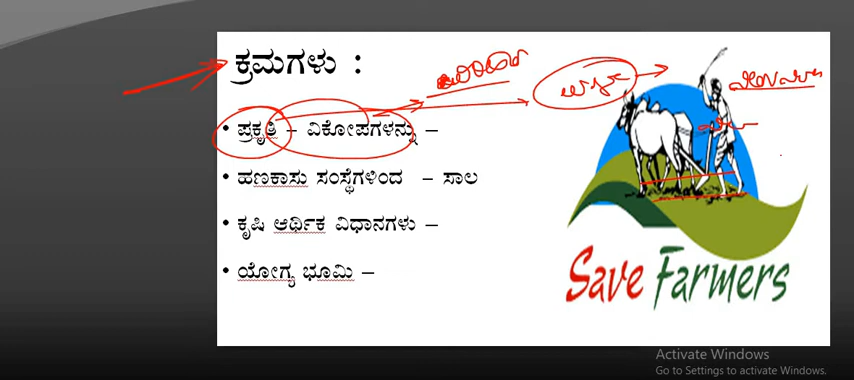 ಕ್ರಮಗಳು :
• ಪ್ರಕೃತ್ತಿ – ವಿಕೋಪಗಳನ್ನು –
• ಹಣಕಾಸು ಸಂಸ್ಥೆಗಳಿಂದ – ಸಾಲ
• ಕೃಷಿ ಆರ್ಥಿಕ ವಿಧಾನಗಳು –
• ಯೋಗ್ಯ ಭೂಮಿ –
Save Farmers
Activate Windows
Go to Settings to activate Windows.